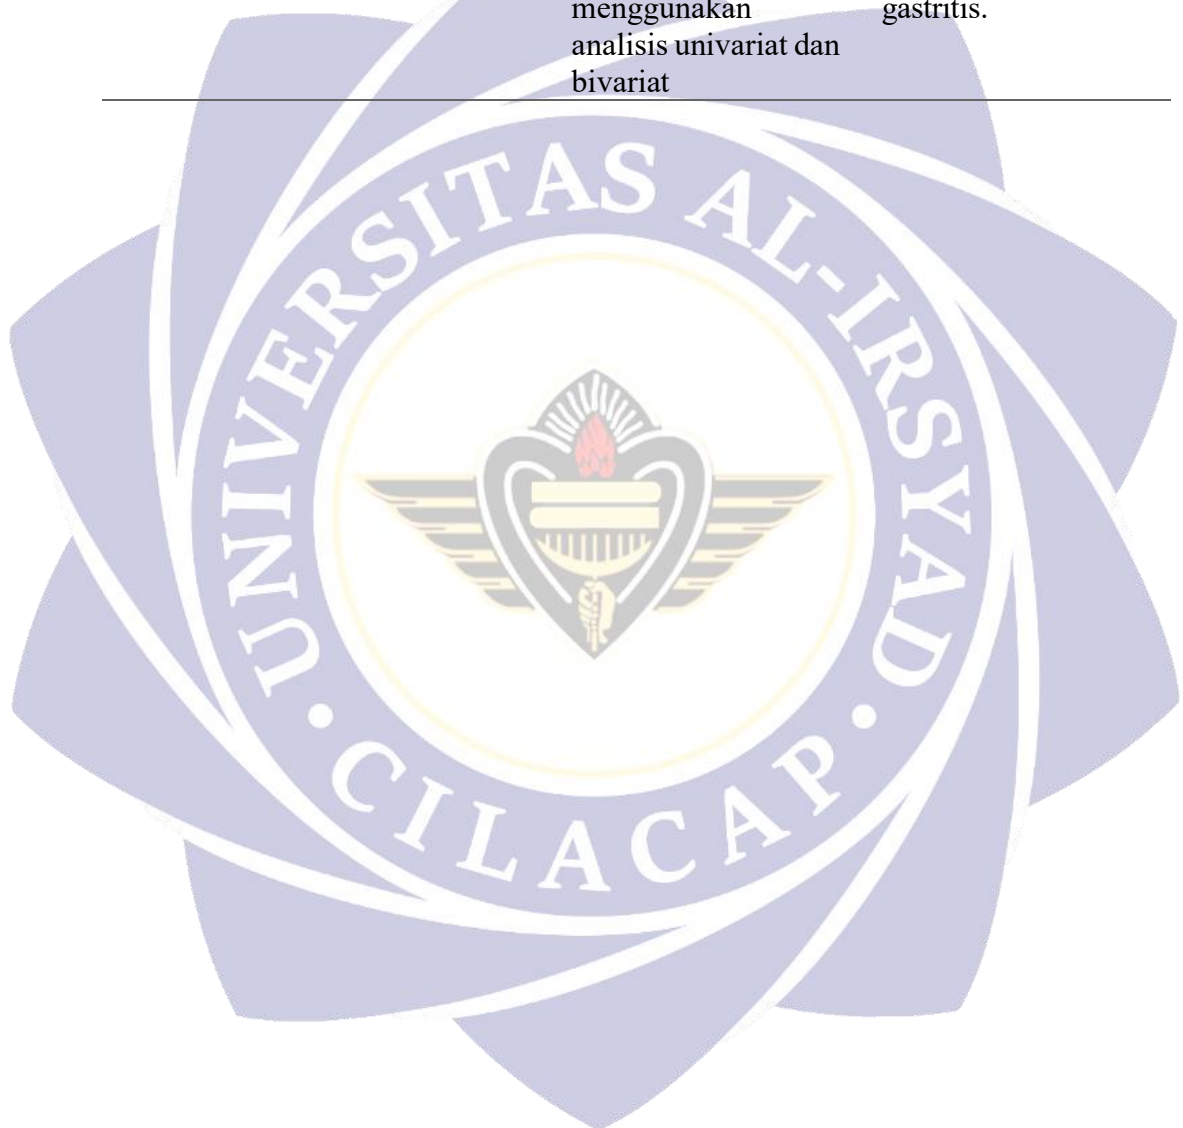 menggunakan gastritis.
analisis univariat dan
bivariat
UNIVERSITAS AL-IRSYAD
• CILACAP •